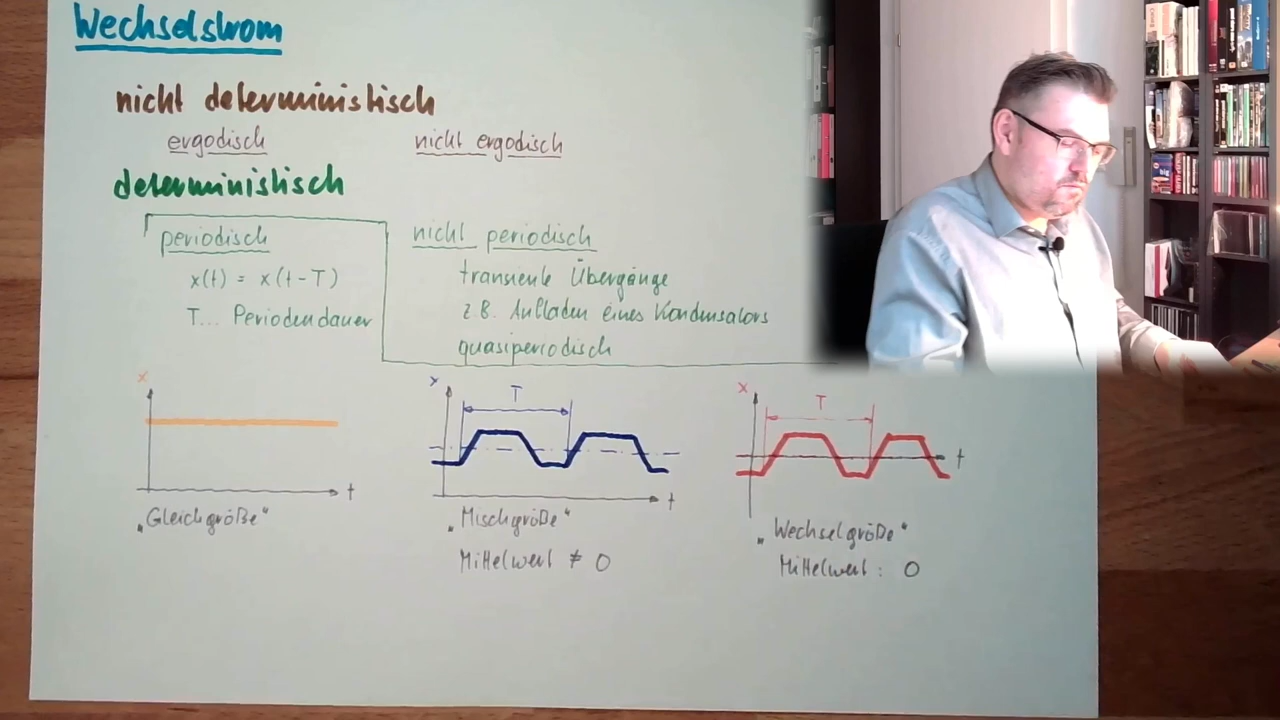 Wechselstrom
nicht deterministisch
ergodisch
nicht ergodisch
deterministisch
periodisch
x(t) = x(t-T)
T... Periodendauer
nicht periodisch
transiente Übergänge
z.B. Aufladen eines Kondensators
quasiperiodisch
x
t
„Gleichgröße“
x
T
t
„Mischgröße“
Mittelwert ≠ 0
x
T
t
„Wechselgröße“
Mittelwert: 0